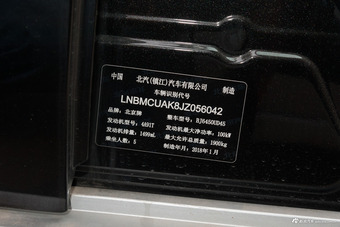 中国 北汽(镇江)汽车有限公司 制造
车辆识别代号
LNBMCUAK8JZ056042
品牌:北京牌 整车型号:BJ6450UD4S
发动机型号:4A91T 发动机最大净功率:100kW
发动机排量:1499mL 最大允许总质量:1900kg
乘坐人数:5 制造年月:2018年1月